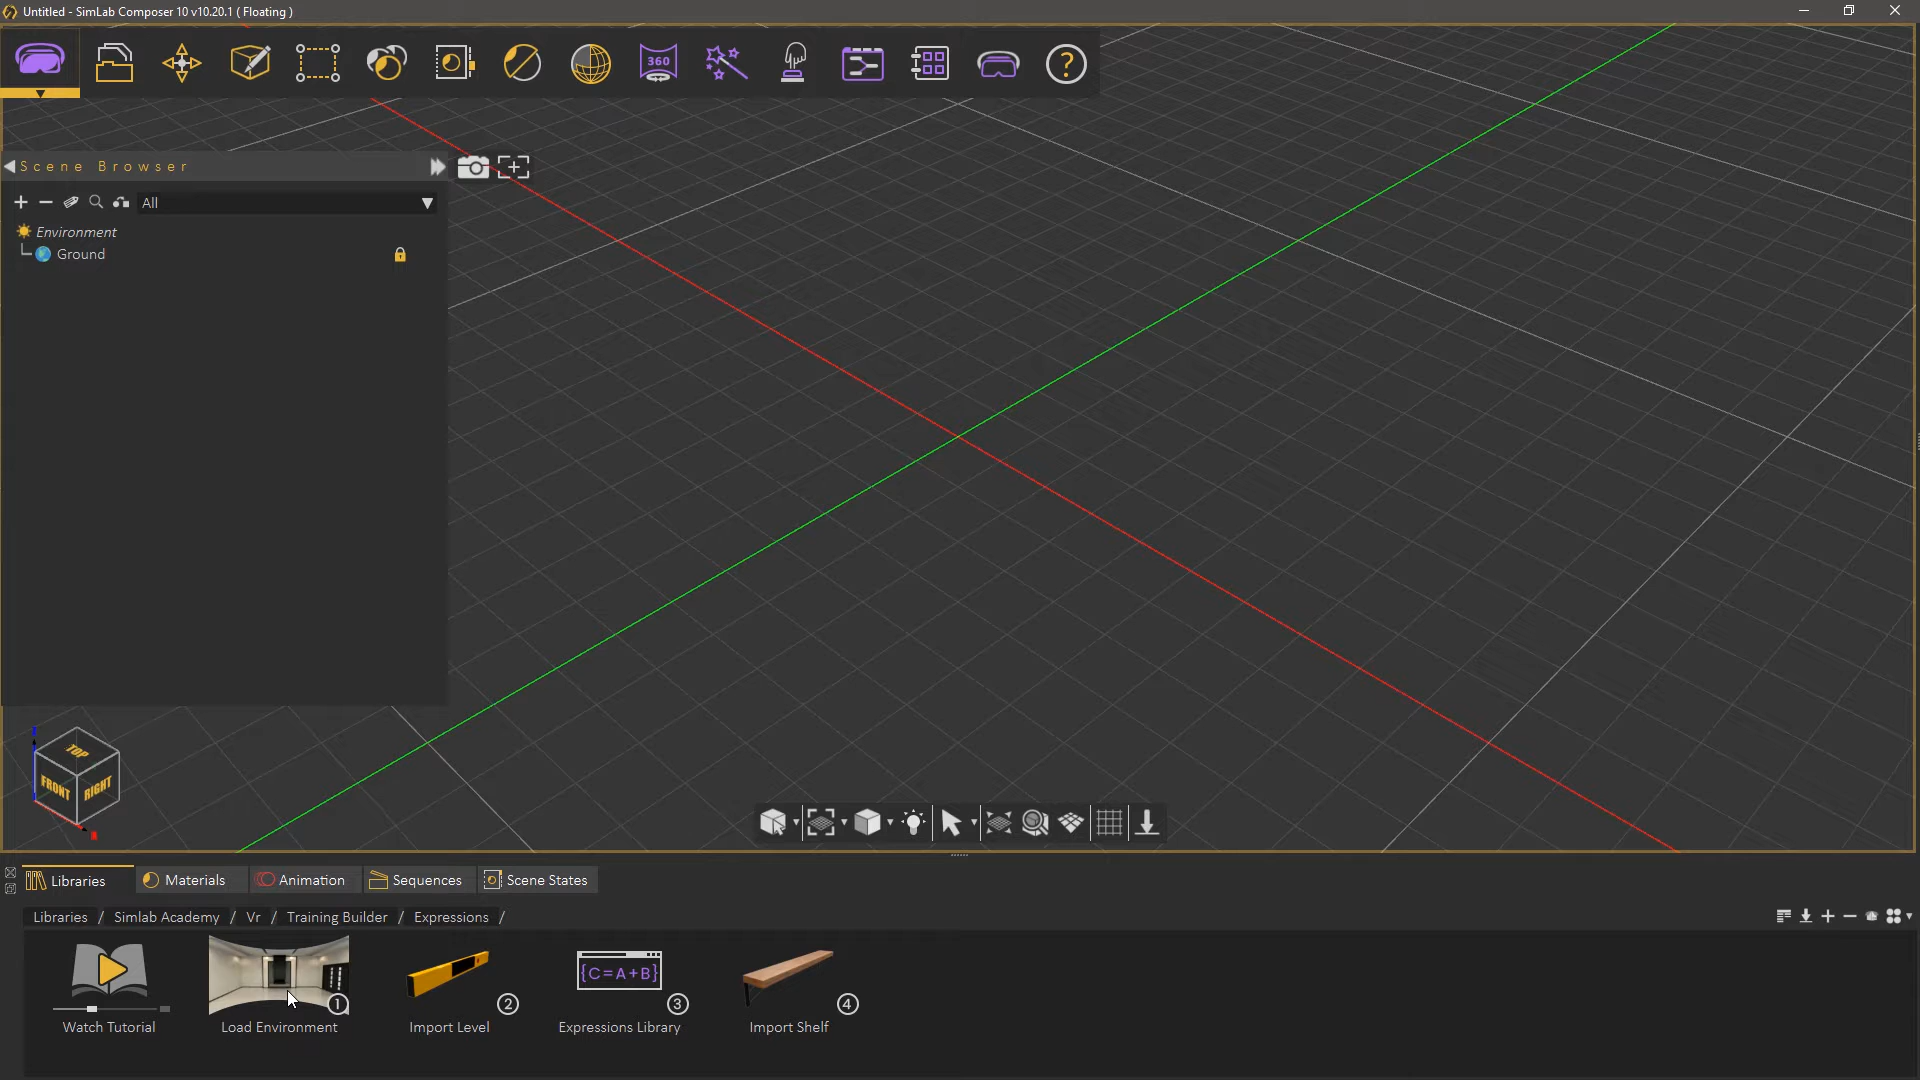 Untitled - SimLab Composer 10 v10.20.1 ( Floating )
360
?
Scene Browser
All
Environment
Ground
TOP
FRONT
RIGHT
Libraries
Materials
Animation
Sequences
Scene States
Libraries / Simlab Academy / Vr / Training Builder / Expressions /
{C=A+B}
1
2
3
4
Watch Tutorial
Load Environment
Import Level
Expressions Library
Import Shelf